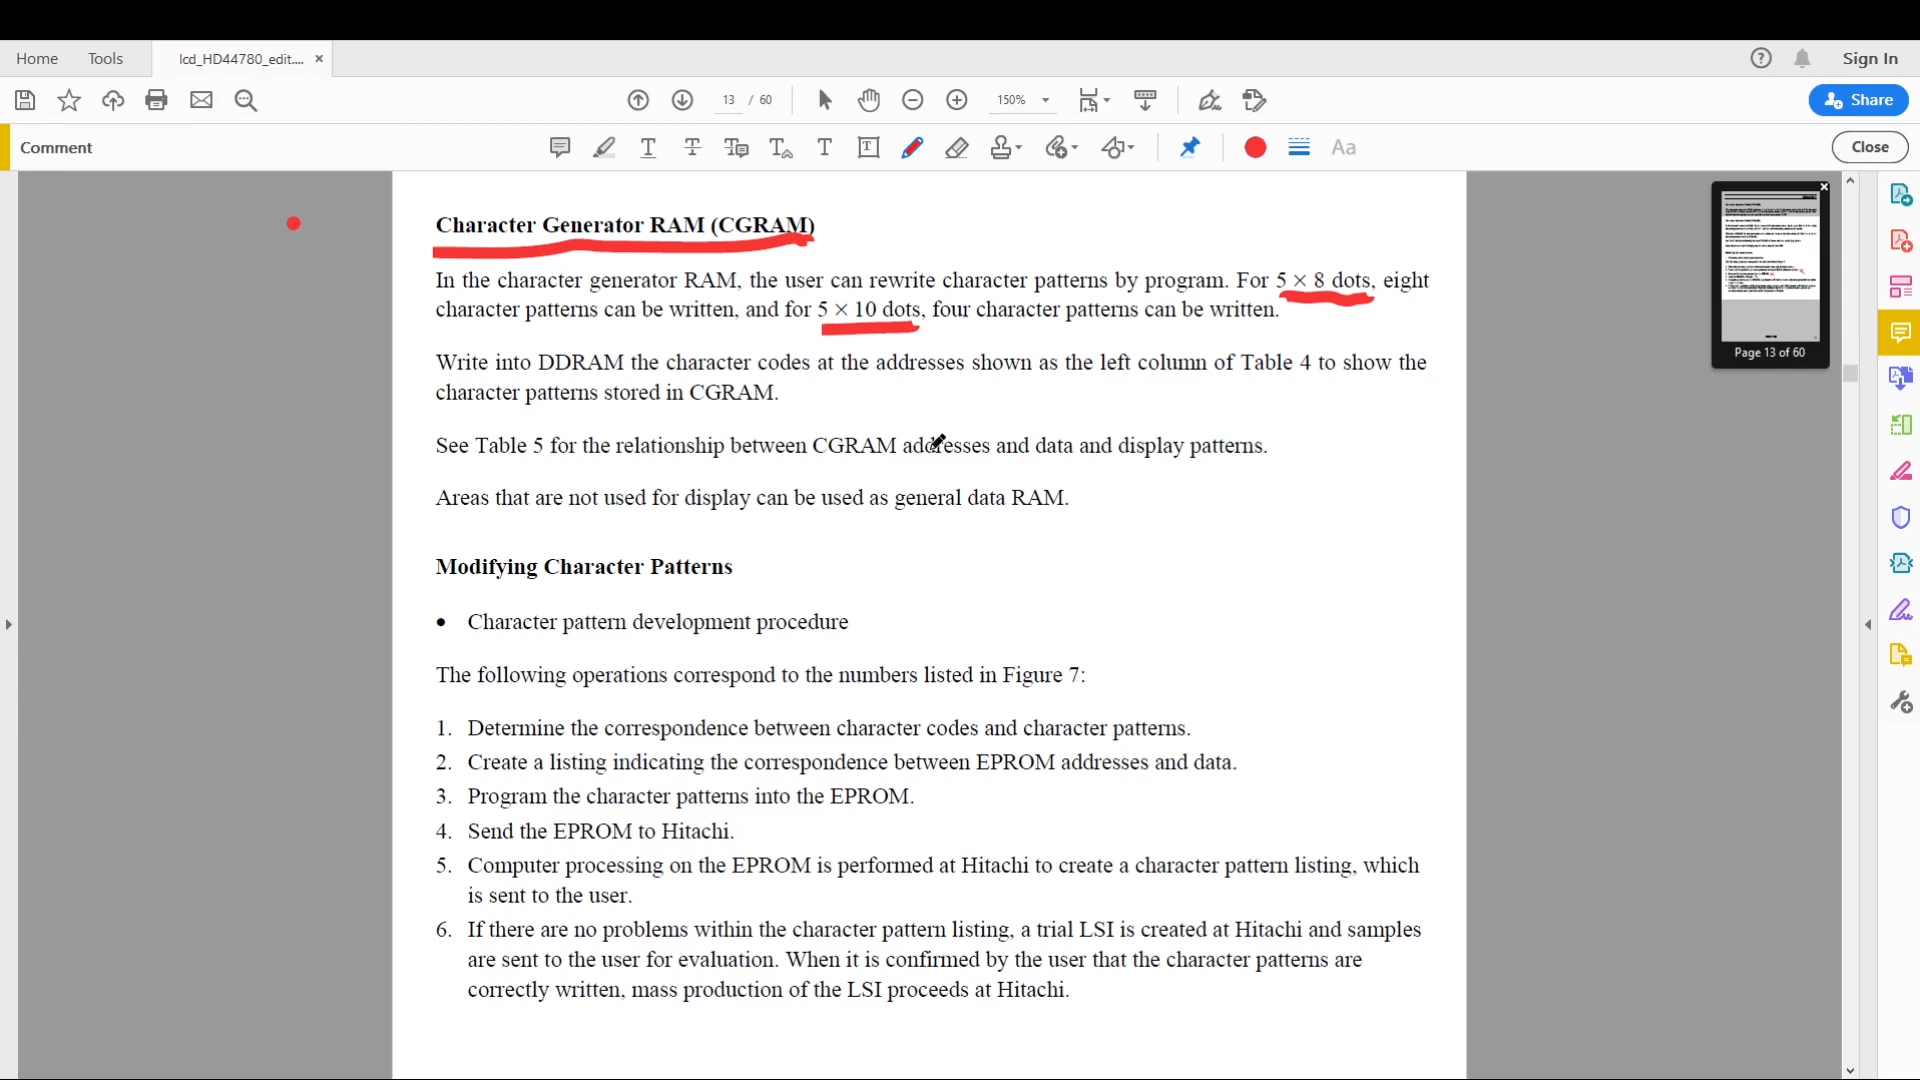 Home Tools lcd_HD44780_edit.... × Sign In
13 / 60 150% Share
Comment Aa Close
Character Generator RAM (CGRAM)
In the character generator RAM, the user can rewrite character patterns by program. For 5 × 8 dots, eight
character patterns can be written, and for 5 × 10 dots, four character patterns can be written.
Write into DDRAM the character codes at the addresses shown as the left column of Table 4 to show the
character patterns stored in CGRAM.
See Table 5 for the relationship between CGRAM addresses and data and display patterns.
Areas that are not used for display can be used as general data RAM.
Modifying Character Patterns
• Character pattern development procedure
The following operations correspond to the numbers listed in Figure 7:
1. Determine the correspondence between character codes and character patterns.
2. Create a listing indicating the correspondence between EPROM addresses and data.
3. Program the character patterns into the EPROM.
4. Send the EPROM to Hitachi.
5. Computer processing on the EPROM is performed at Hitachi to create a character pattern listing, which
is sent to the user.
6. If there are no problems within the character pattern listing, a trial LSI is created at Hitachi and samples
are sent to the user for evaluation. When it is confirmed by the user that the character patterns are
correctly written, mass production of the LSI proceeds at Hitachi.
Page 13 of 60